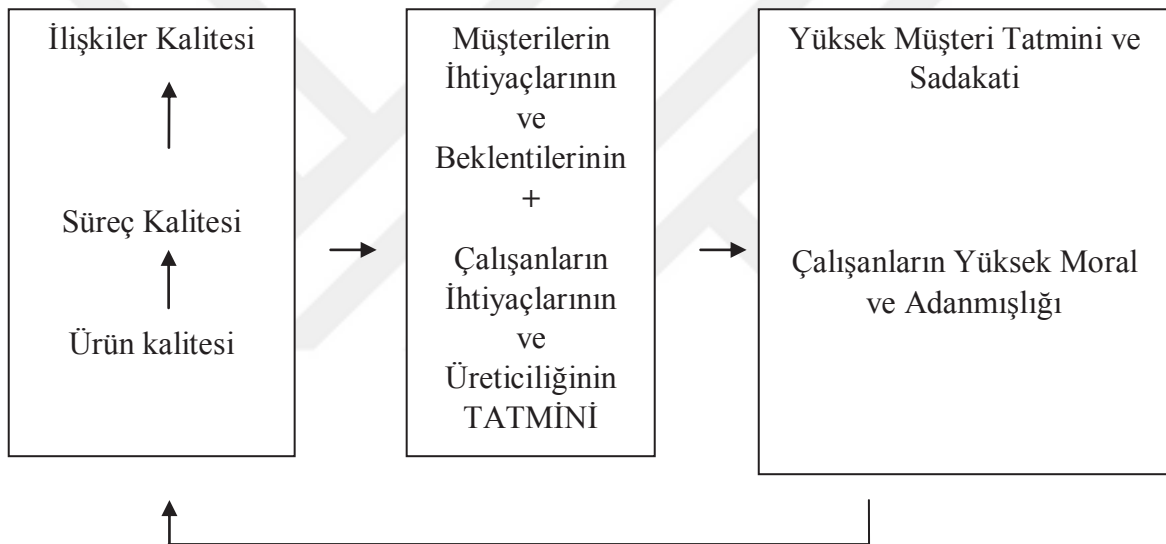 İlişkiler Kalitesi
Süreç Kalitesi
Ürün kalitesi
Müşterilerin
İhtiyaçlarının
ve
Beklentilerinin
+
Çalışanların
İhtiyaçlarının
ve
Üreticiliğinin
TATMİNİ
Yüksek Müşteri Tatmini ve
Sadakati
Çalışanların Yüksek Moral
ve Adanmışlığı